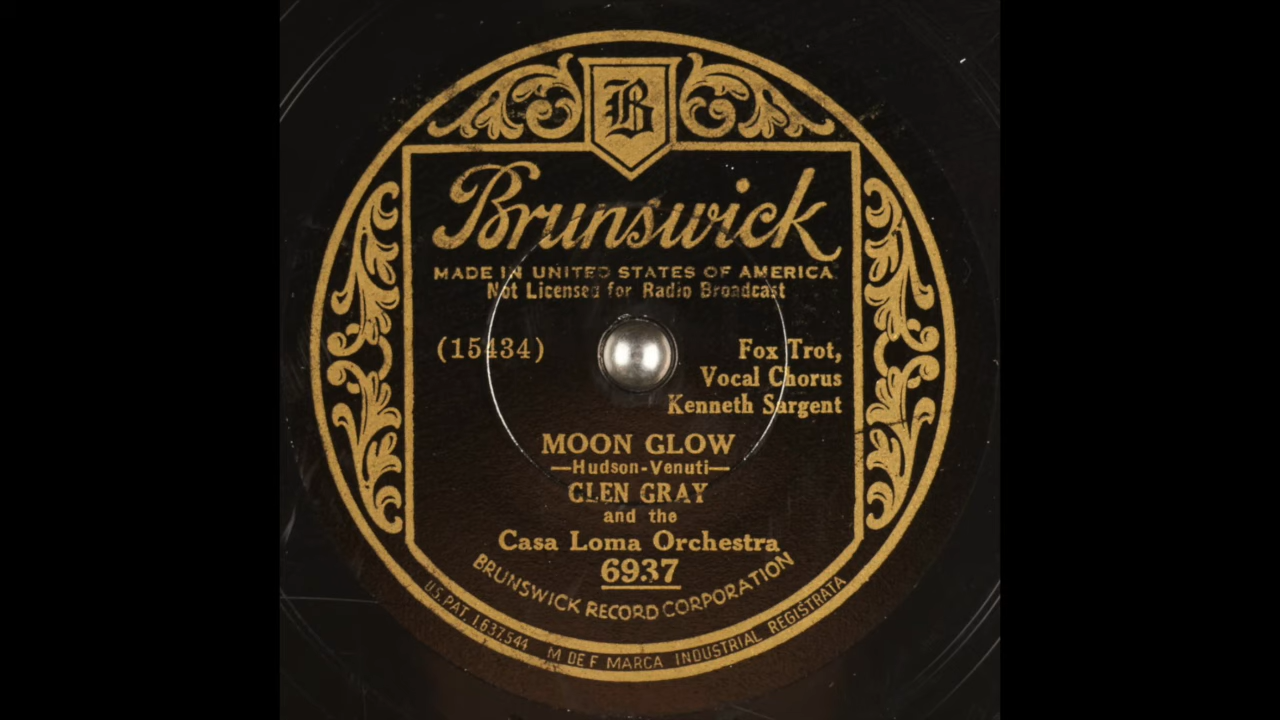 B
Brunswick
MADE IN UNITED STATES OF AMERICA
Not Licensed for Radio Broadcast
(15434)
Fox Trot,
Vocal Chorus
Kenneth Sargent
MOON GLOW
—Hudson-Venuti—
GLEN GRAY
and the
Casa Loma Orchestra
6937
BRUNSWICK RECORD CORPORATION
U.S. PAT. 1,637,544 M DE F MARCA INDUSTRIAL REGISTRATA